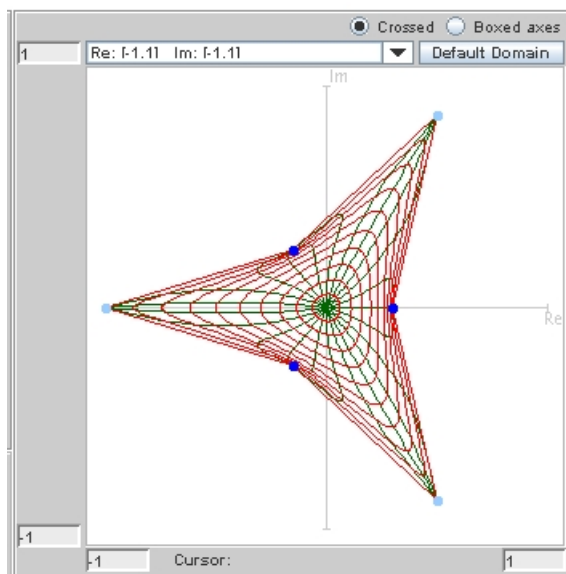 Crossed Boxed axes
1 Re: [-1,1] Im: [-1,1] Default Domain
Im
Re
-1
-1 Cursor: 1